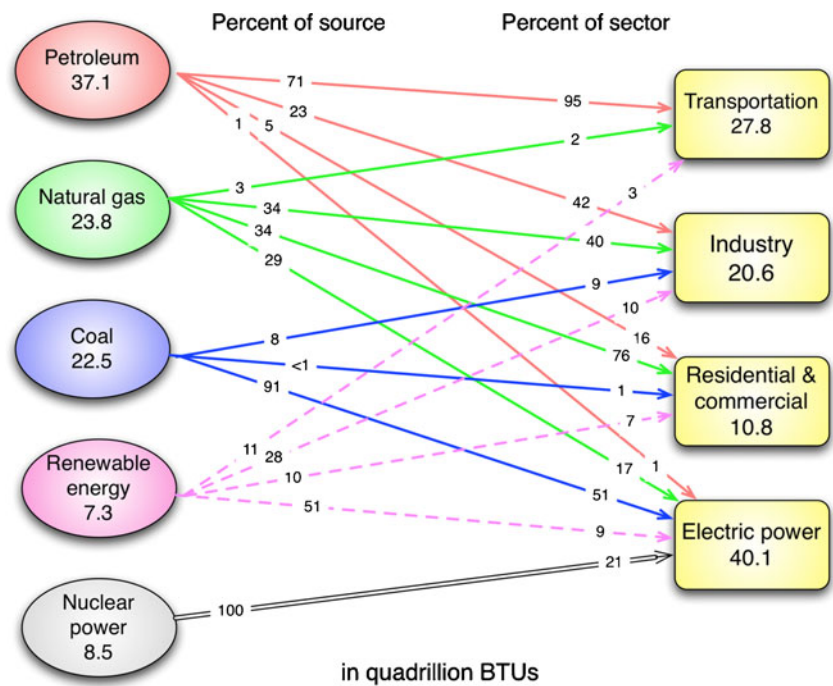 Percent of source
Percent of sector
Petroleum
37.1
Natural gas
23.8
Coal
22.5
Renewable
energy
7.3
Nuclear
power
8.5
71
23
5
1
3
34
34
29
8
<1
91
11
28
10
51
100
95
2
3
42
40
9
10
16
76
1
7
17
1
51
9
21
Transportation
27.8
Industry
20.6
Residential &
commercial
10.8
Electric power
40.1
in quadrillion BTUs